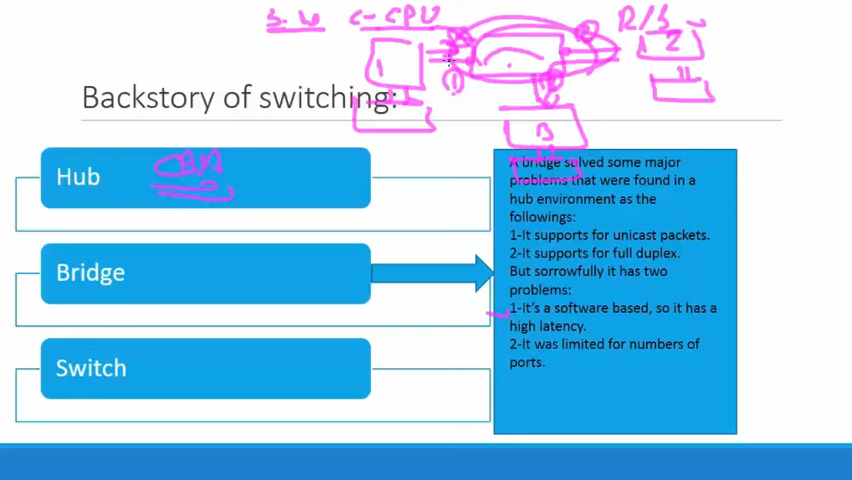 S.W C-CPU R/S
1 Z
Backstory of switching:
B
Hub
Bridge
Switch
A bridge solved some major
problems that were found in a
hub environment as the
followings:
1-It supports for unicast packets.
2-It supports for full duplex.
But sorrowfully it has two
problems:
1-It's a software based, so it has a
high latency.
2-It was limited for numbers of
ports.